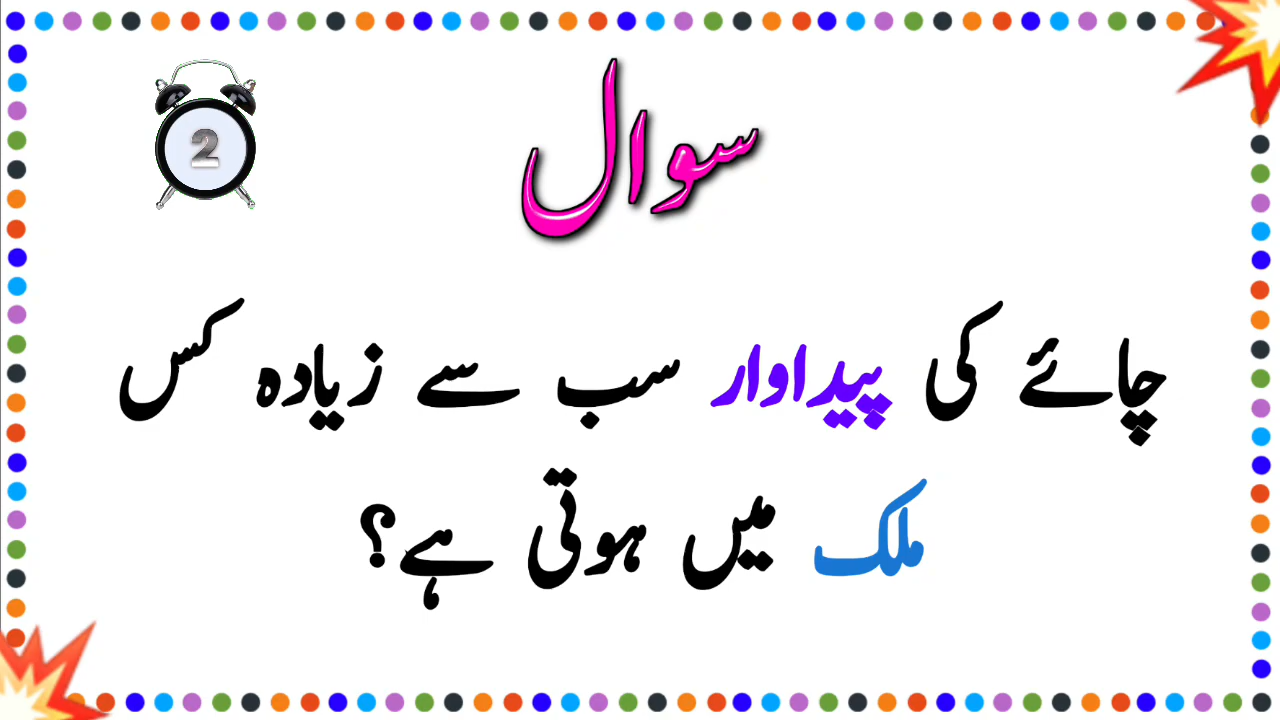 2
سوال
چائے کی پیداوار سب سے زیادہ کس
ملک میں ہوتی ہے؟